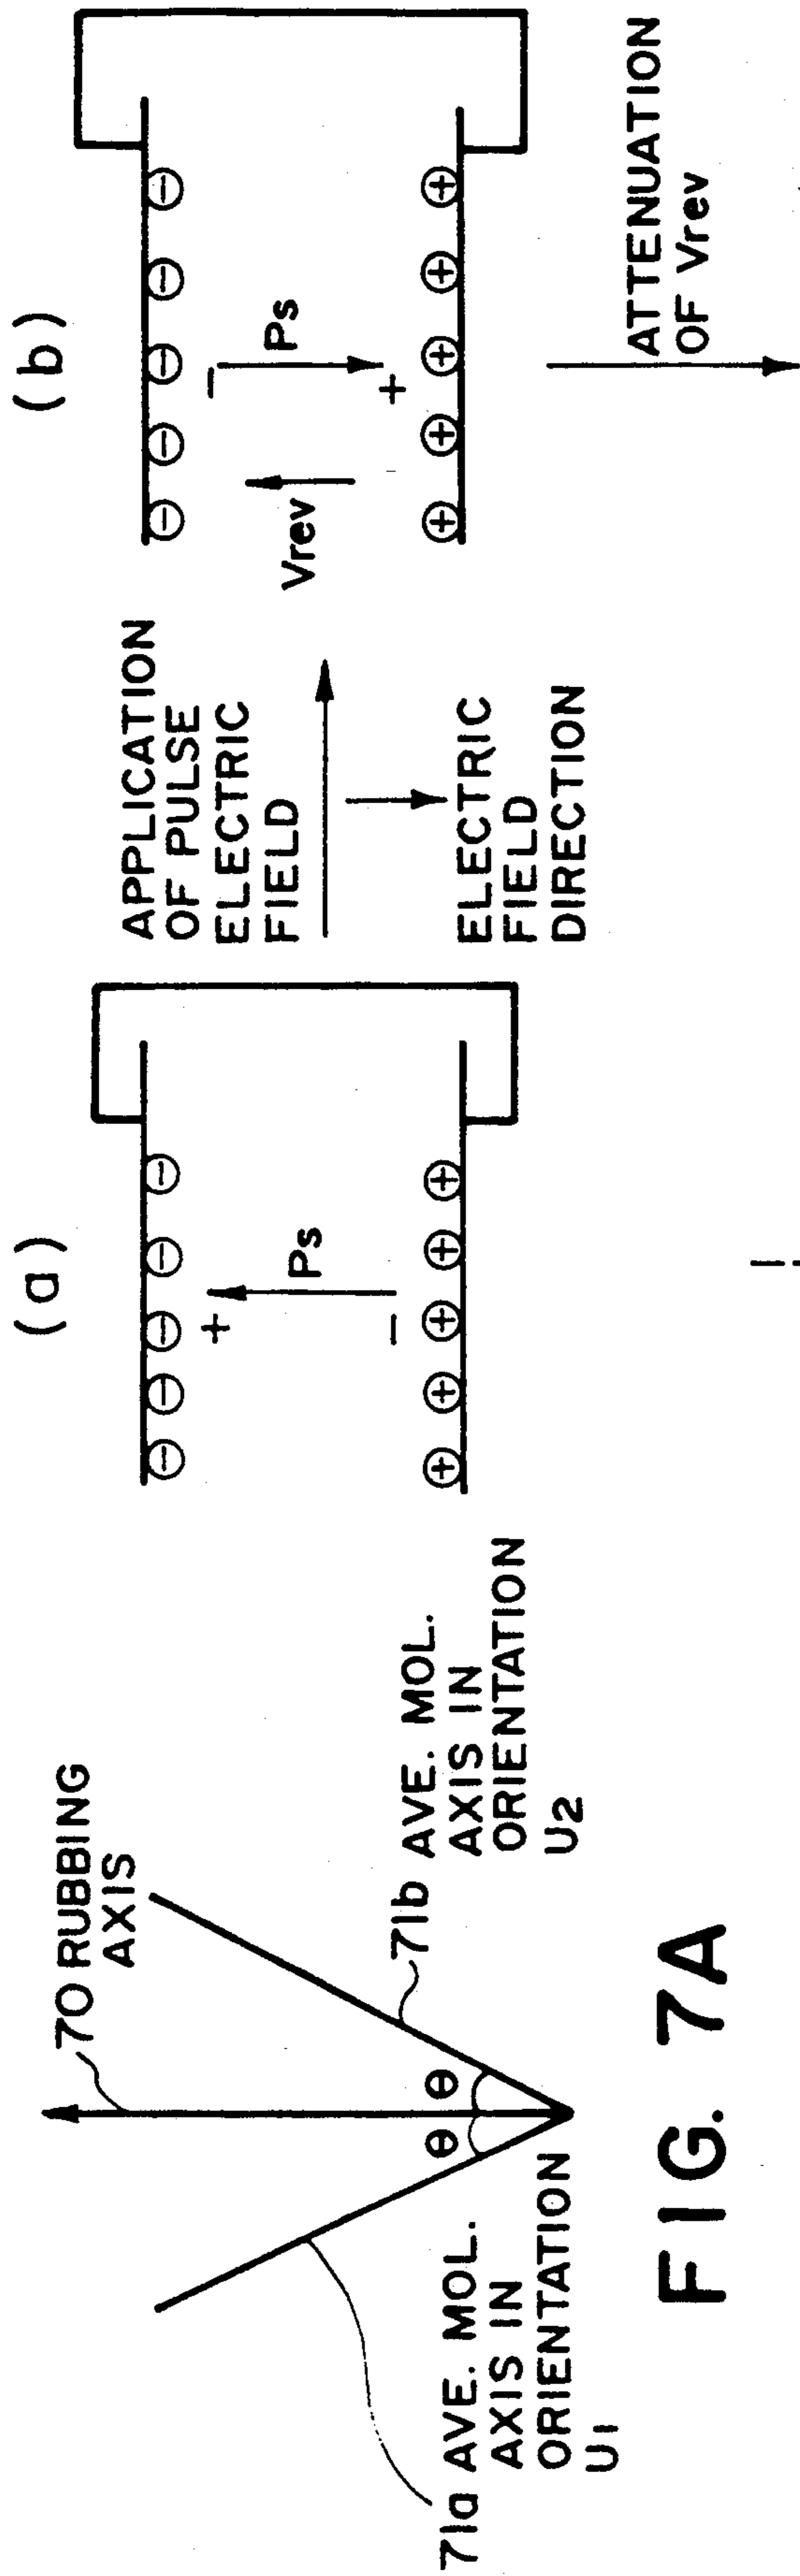 70 RUBBING
AXIS
θ θ
71a AVE. MOL.
AXIS IN
ORIENTATION
U1
71b AVE. MOL.
AXIS IN
ORIENTATION
U2
FIG. 7A
(a)
⊖ ⊖ ⊖ ⊖ ⊖
+
Ps
−
⊕ ⊕ ⊕ ⊕ ⊕
APPLICATION
OF PULSE
ELECTRIC
FIELD
ELECTRIC
FIELD
DIRECTION
(b)
⊖ ⊖ ⊖ ⊖ ⊖
−
Vrev
Ps
+
⊕ ⊕ ⊕ ⊕ ⊕
ATTENUATION
OF Vrev